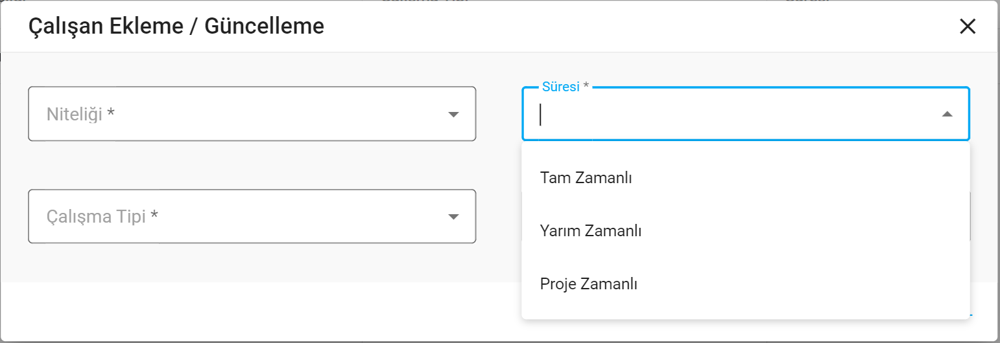 Çalışan Ekleme / Güncelleme
Niteliği *
Süresi *
Tam Zamanlı
Çalışma Tipi *
Yarım Zamanlı
Proje Zamanlı